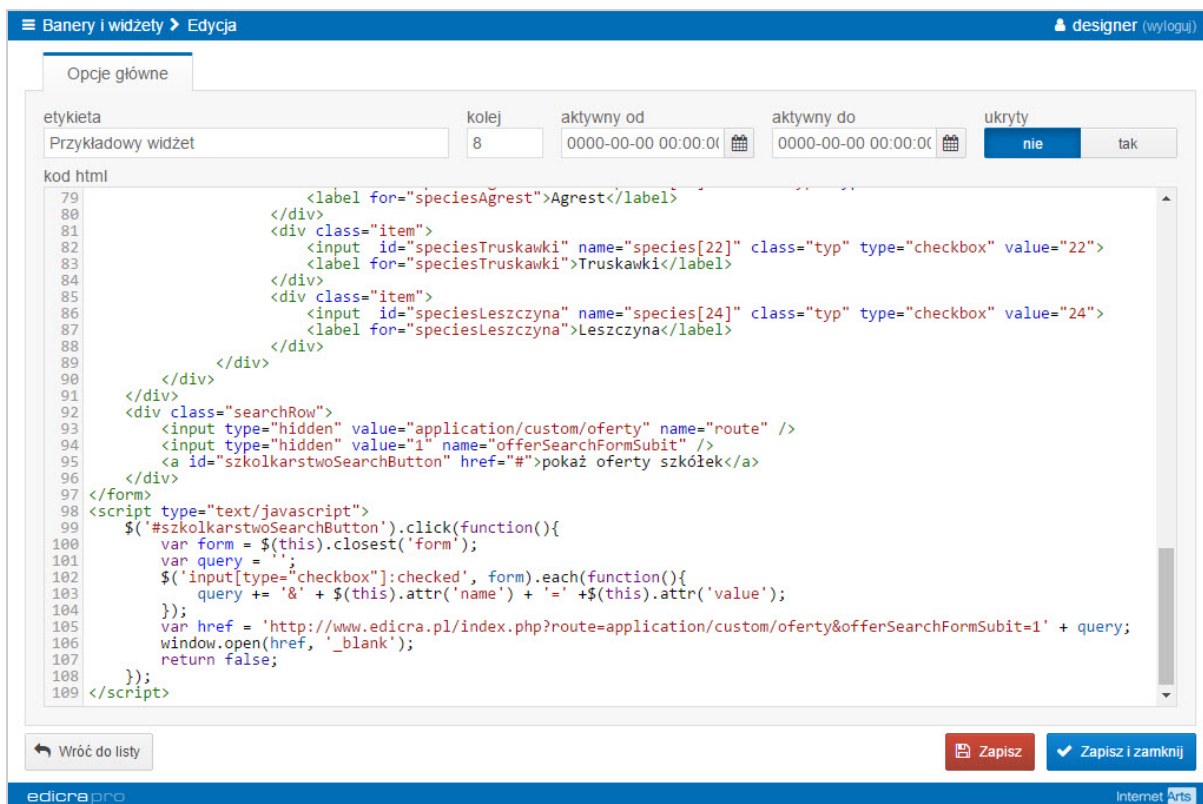 Banery i widżety Edycja designer (wyloguj)
Opcje główne
etykieta kolej aktywny od aktywny do ukryty
Przykładowy widżet 8 0000-00-00 00:00:0 0000-00-00 00:00:0 nie tak
kod html
79 <label for="speciesAgrest">Agrest</label>
80 </div>
81 <div class="item">
82 <input  id="speciesTruskawki" name="species[22]" class="typ" type="checkbox" value="22">
83 <label for="speciesTruskawki">Truskawki</label>
84 </div>
85 <div class="item">
86 <input  id="speciesLeszczyna" name="species[24]" class="typ" type="checkbox" value="24">
87 <label for="speciesLeszczyna">Leszczyna</label>
88 </div>
89 </div>
90 </div>
91 </div>
92 <div class="searchRow">
93 <input type="hidden" value="application/custom/oferty" name="route" />
94 <input type="hidden" value="1" name="offerSearchFormSubit" />
95 <a id="szkolkarstwoSearchButton" href="#">pokaż oferty szkółek</a>
96 </div>
97 </form>
98 <script type="text/javascript">
99 $('#szkolkarstwoSearchButton').click(function(){
100 var form = $(this).closest('form');
101 var query = '';
102 $('input[type="checkbox"]:checked', form).each(function(){
103 query += '&' + $(this).attr('name') + '=' +$(this).attr('value');
104 });
105 var href = 'http://www.edicra.pl/index.php?route=application/custom/oferty&offerSearchFormSubit=1' + query;
106 window.open(href, '_blank');
107 return false;
108 });
109 </script>
Wróć do listy Zapisz Zapisz i zamknij
edicrapro Internet Arts